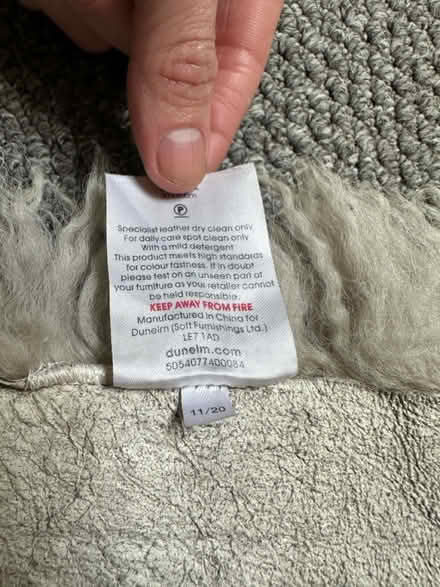 P
Specialist leather dry clean only
For daily care spot clean only
With a mild detergent
This product meets high standards
for colour fastness. If in doubt
please test on an unseen part of
your furniture as your retailer cannot
be held responsible.
KEEP AWAY FROM FIRE
Manufactured in China for
Dunelm (Soft Furnishings Ltd.)
LE7 1AD
dunelm.com
5054077400084
11/20